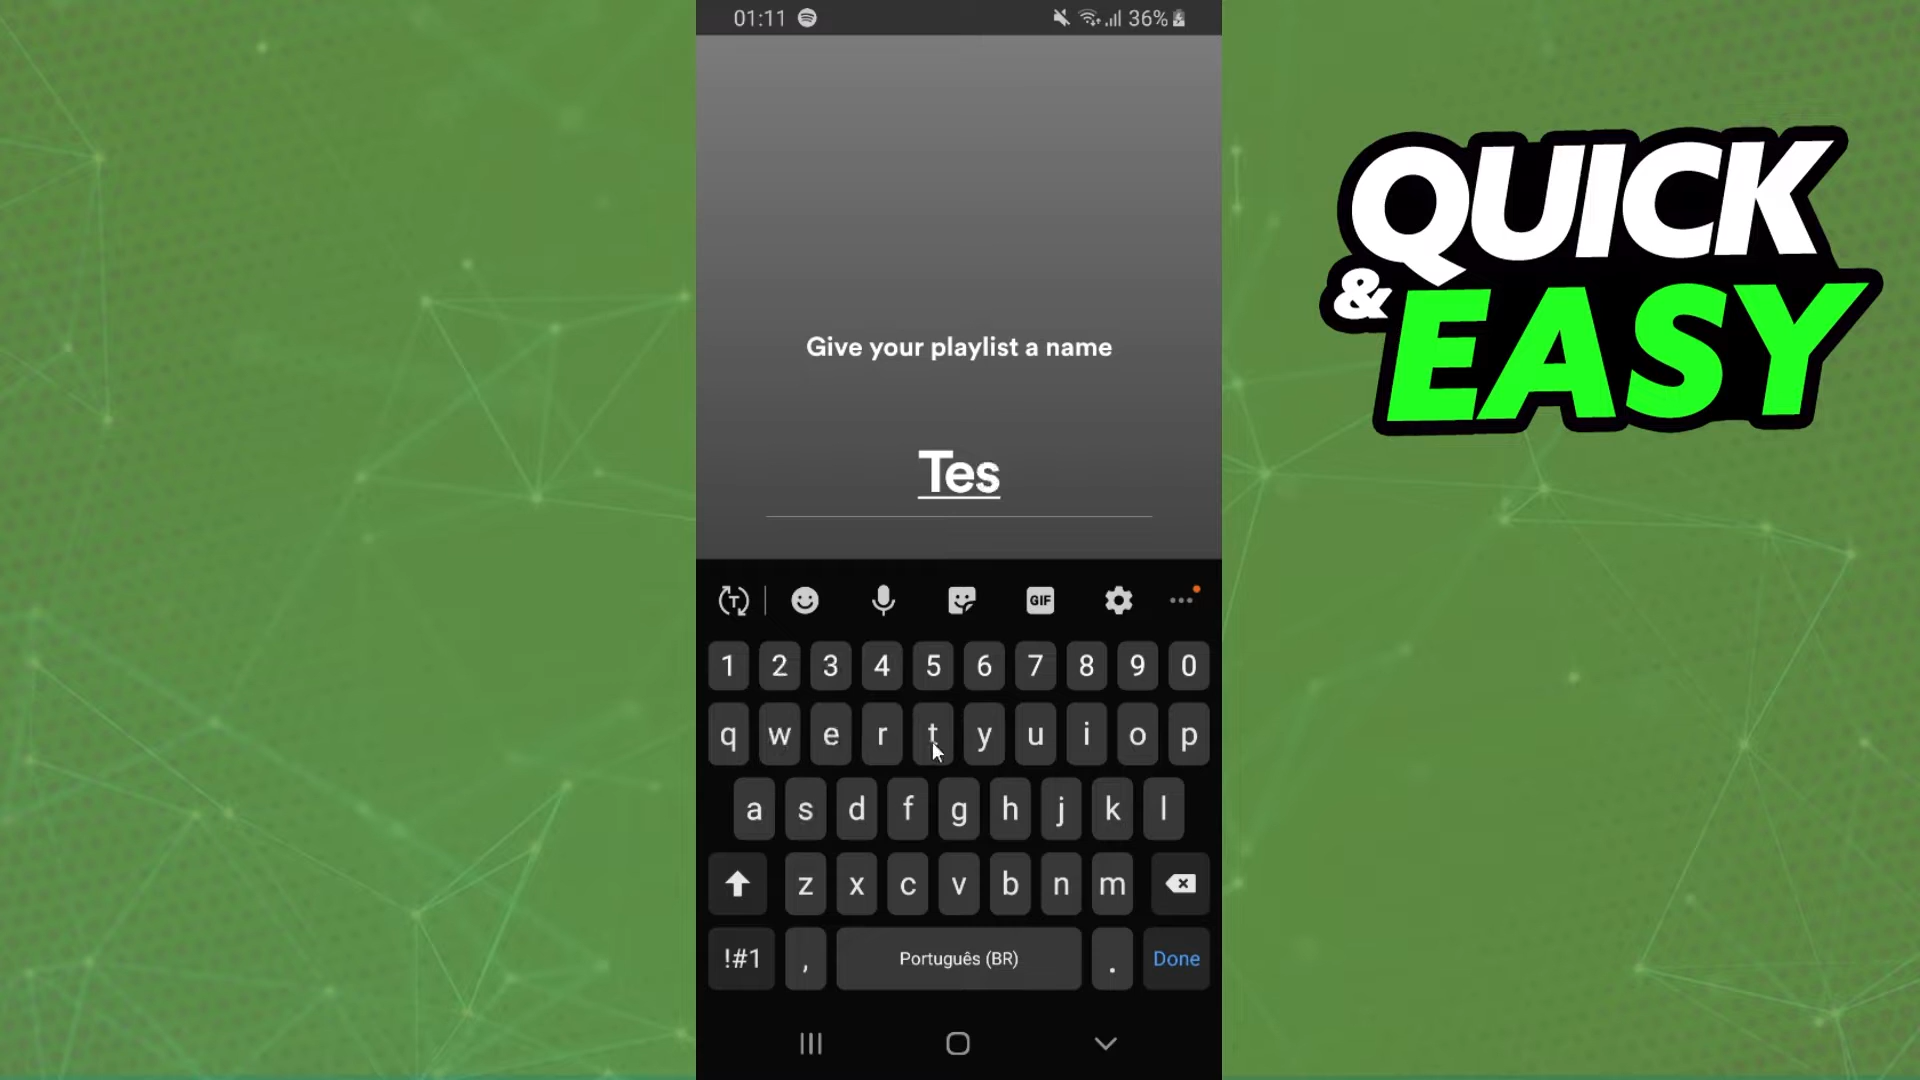 01:11
36%
QUICK
& EASY
Give your playlist a name
Tes
T
GIF
1 2 3 4 5 6 7 8 9 0
q w e r t y u i o p
a s d f g h j k l
z x c v b n m
!#1 , Português (BR) . Done